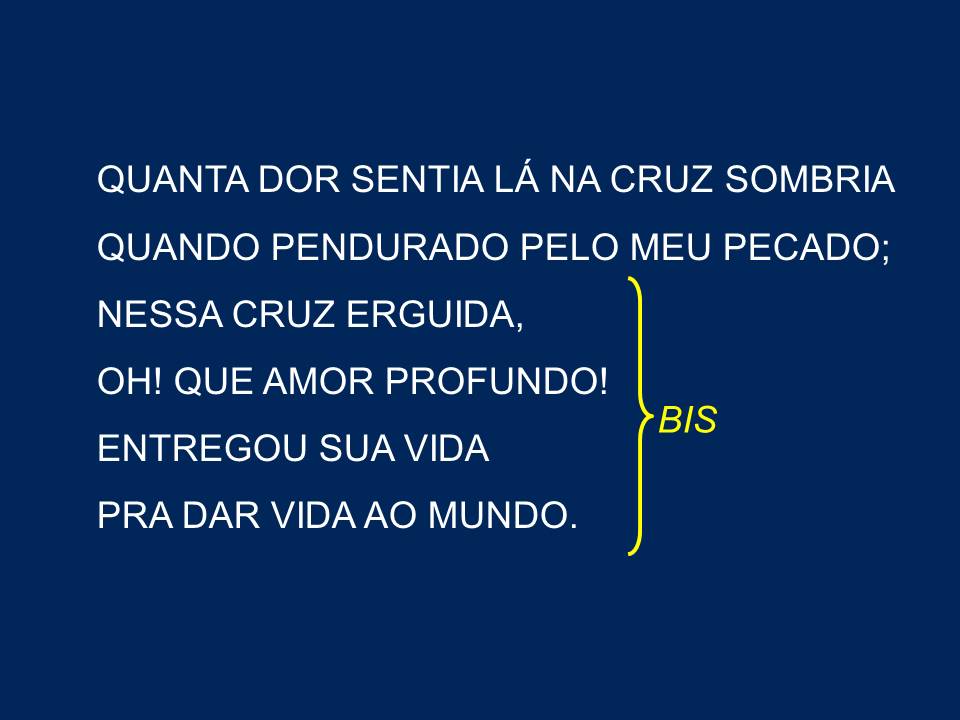 QUANTA DOR SENTIA LÁ NA CRUZ SOMBRIA
QUANDO PENDURADO PELO MEU PECADO;
NESSA CRUZ ERGUIDA,
OH! QUE AMOR PROFUNDO!
ENTREGOU SUA VIDA
PRA DAR VIDA AO MUNDO.
BIS